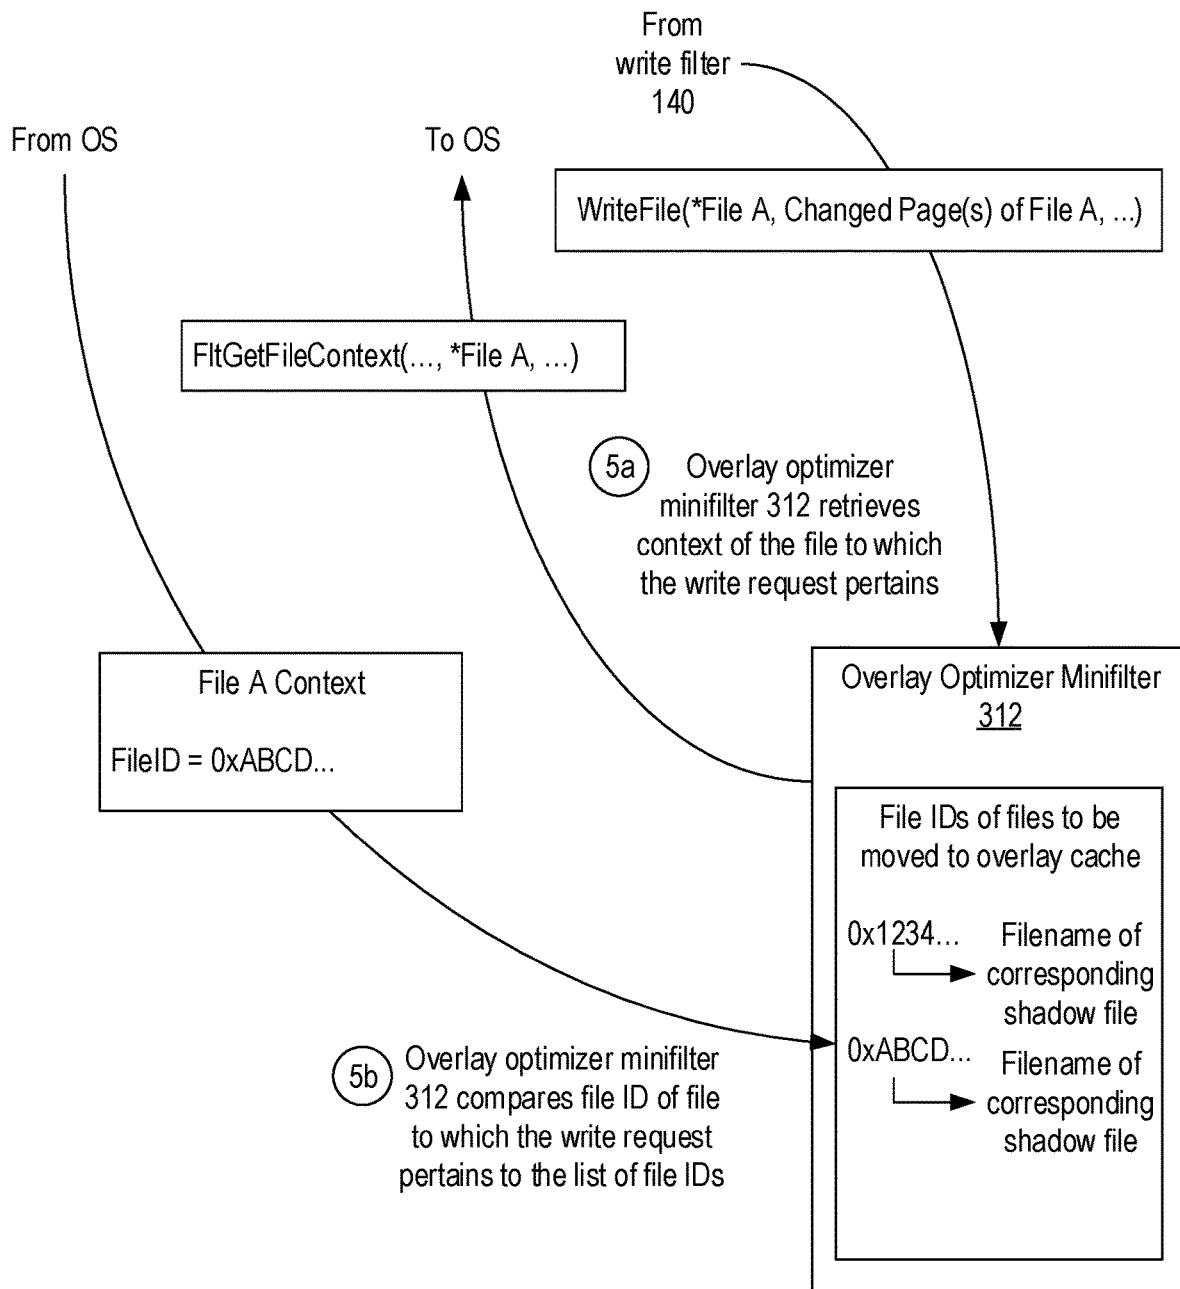 From
write filter
140
From OS
To OS
WriteFile(*File A, Changed Page(s) of File A, ...)
FltGetFileContext(..., *File A, ...)
5a
Overlay optimizer
minifilter 312 retrieves
context of the file to which
the write request pertains
File A Context
FileID = 0xABCD...
Overlay Optimizer Minifilter
312
File IDs of files to be
moved to overlay cache
0x1234...
Filename of
corresponding
shadow file
0xABCD...
Filename of
corresponding
shadow file
5b
Overlay optimizer minifilter
312 compares file ID of file
to which the write request
pertains to the list of file IDs